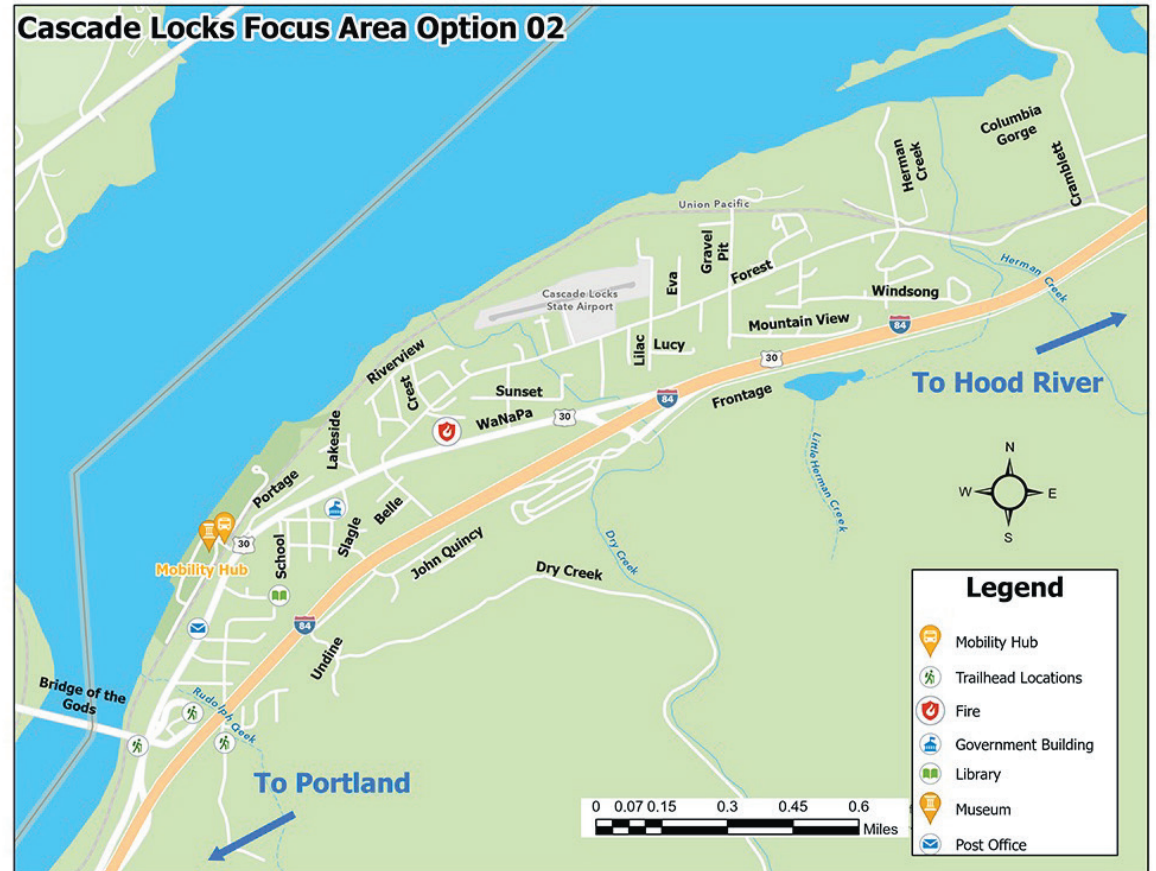 Cascade Locks Focus Area Option 02
Columbia
Gorge
Herman
Creek
Cramblett
Union Pacific
Gravel
Pit
Eva
Forest
Herman
Creek
Cascade Locks
State Airport
Windsong
Mountain View
84
Lilac
Lucy
30
To Hood River
Riverview
Crest
Sunset
84
Frontage
WaNaPa
30
Lakeside
Little Herman Creek
N
W
E
S
Portage
Belle
Slagle
30
School
John Quincy
Dry Creek
Dry Creek
Mobility Hub
84
Undine
Bridge of the
Gods
Rudolph Qeek
To Portland
0 0.07 0.15 0.3 0.45 0.6
Miles
Legend
Mobility Hub
Trailhead Locations
Fire
Government Building
Library
Museum
Post Office